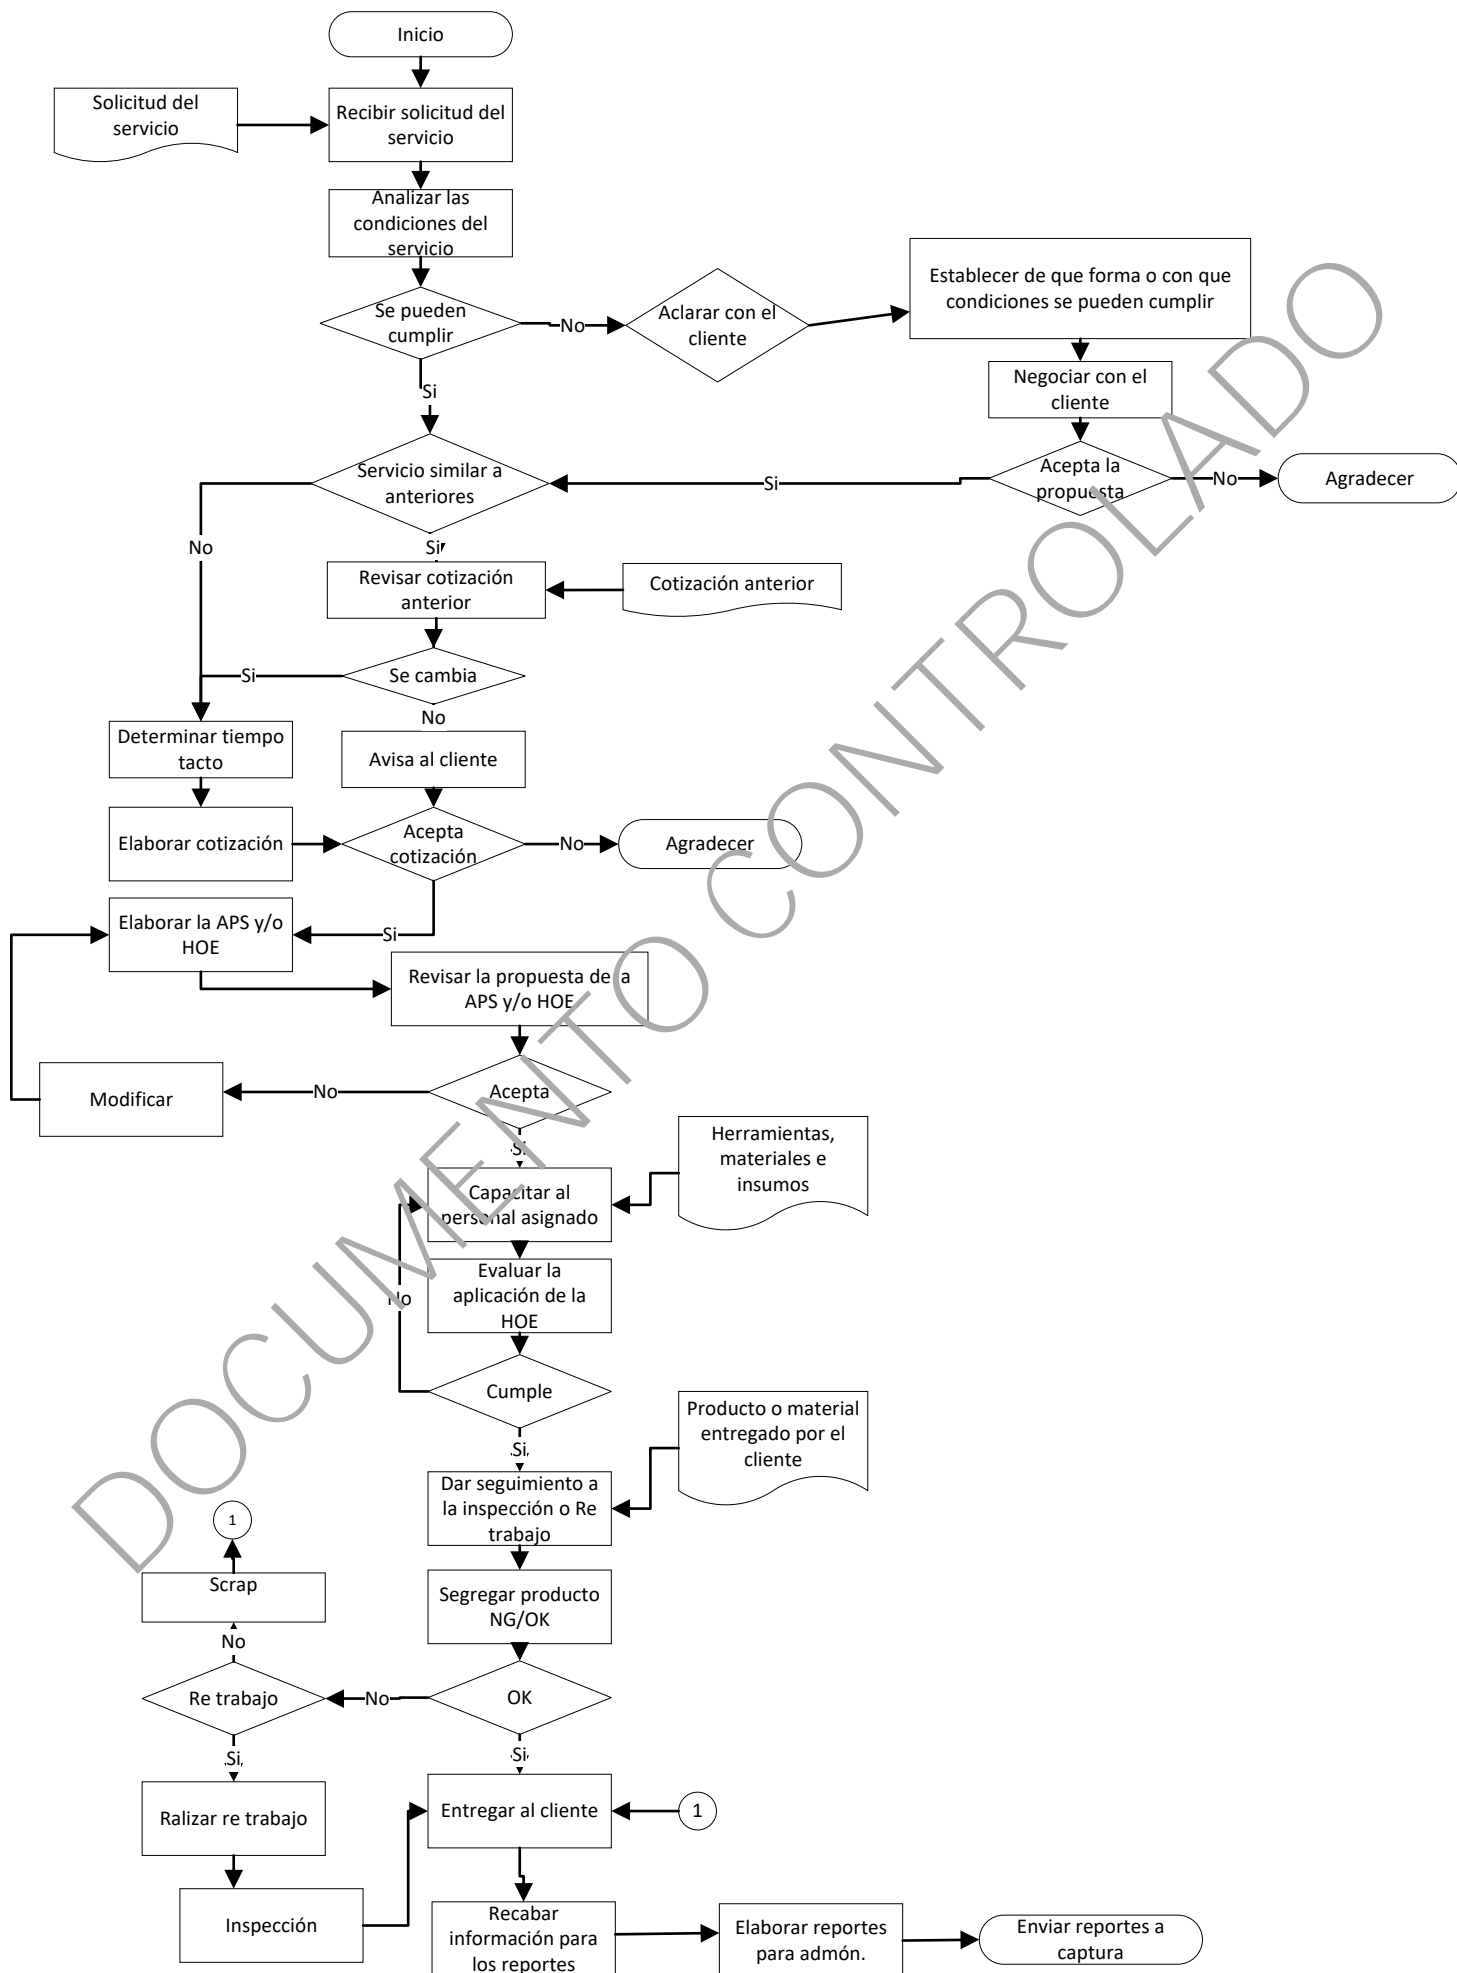 Inicio
Solicitud del
servicio
Recibir solicitud del
servicio
Analizar las
condiciones del
servicio
Se pueden
cumplir
No
Aclarar con el
cliente
Establecer de que forma o con que
condiciones se pueden cumplir
Negociar con el
cliente
Si
Servicio similar a
anteriores
Si
Acepta la
propuesta
No
Agradecer
No
Si
Revisar cotización
anterior
Cotización anterior
Si
Se cambia
No
Determinar tiempo
tacto
Avisa al cliente
Elaborar cotización
Acepta
cotización
No
Agradecer
Elaborar la APS y/o
HOE
Si
Revisar la propuesta de la
APS y/o HOE
Modificar
No
Acepta
Si
Herramientas,
materiales e
insumos
Capacitar al
personal asignado
Evaluar la
aplicación de la
HOE
No
Cumple
Si
Producto o material
entregado por el
cliente
Dar seguimiento a
la inspección o Re
trabajo
1
Scrap
Segregar producto
NG/OK
No
Re trabajo
No
OK
Si
Si
Ralizar re trabajo
Entregar al cliente
1
Inspección
Recabar
información para
los reportes
Elaborar reportes
para admón.
Enviar reportes a
captura
DOCUMENTO CONTROLADO